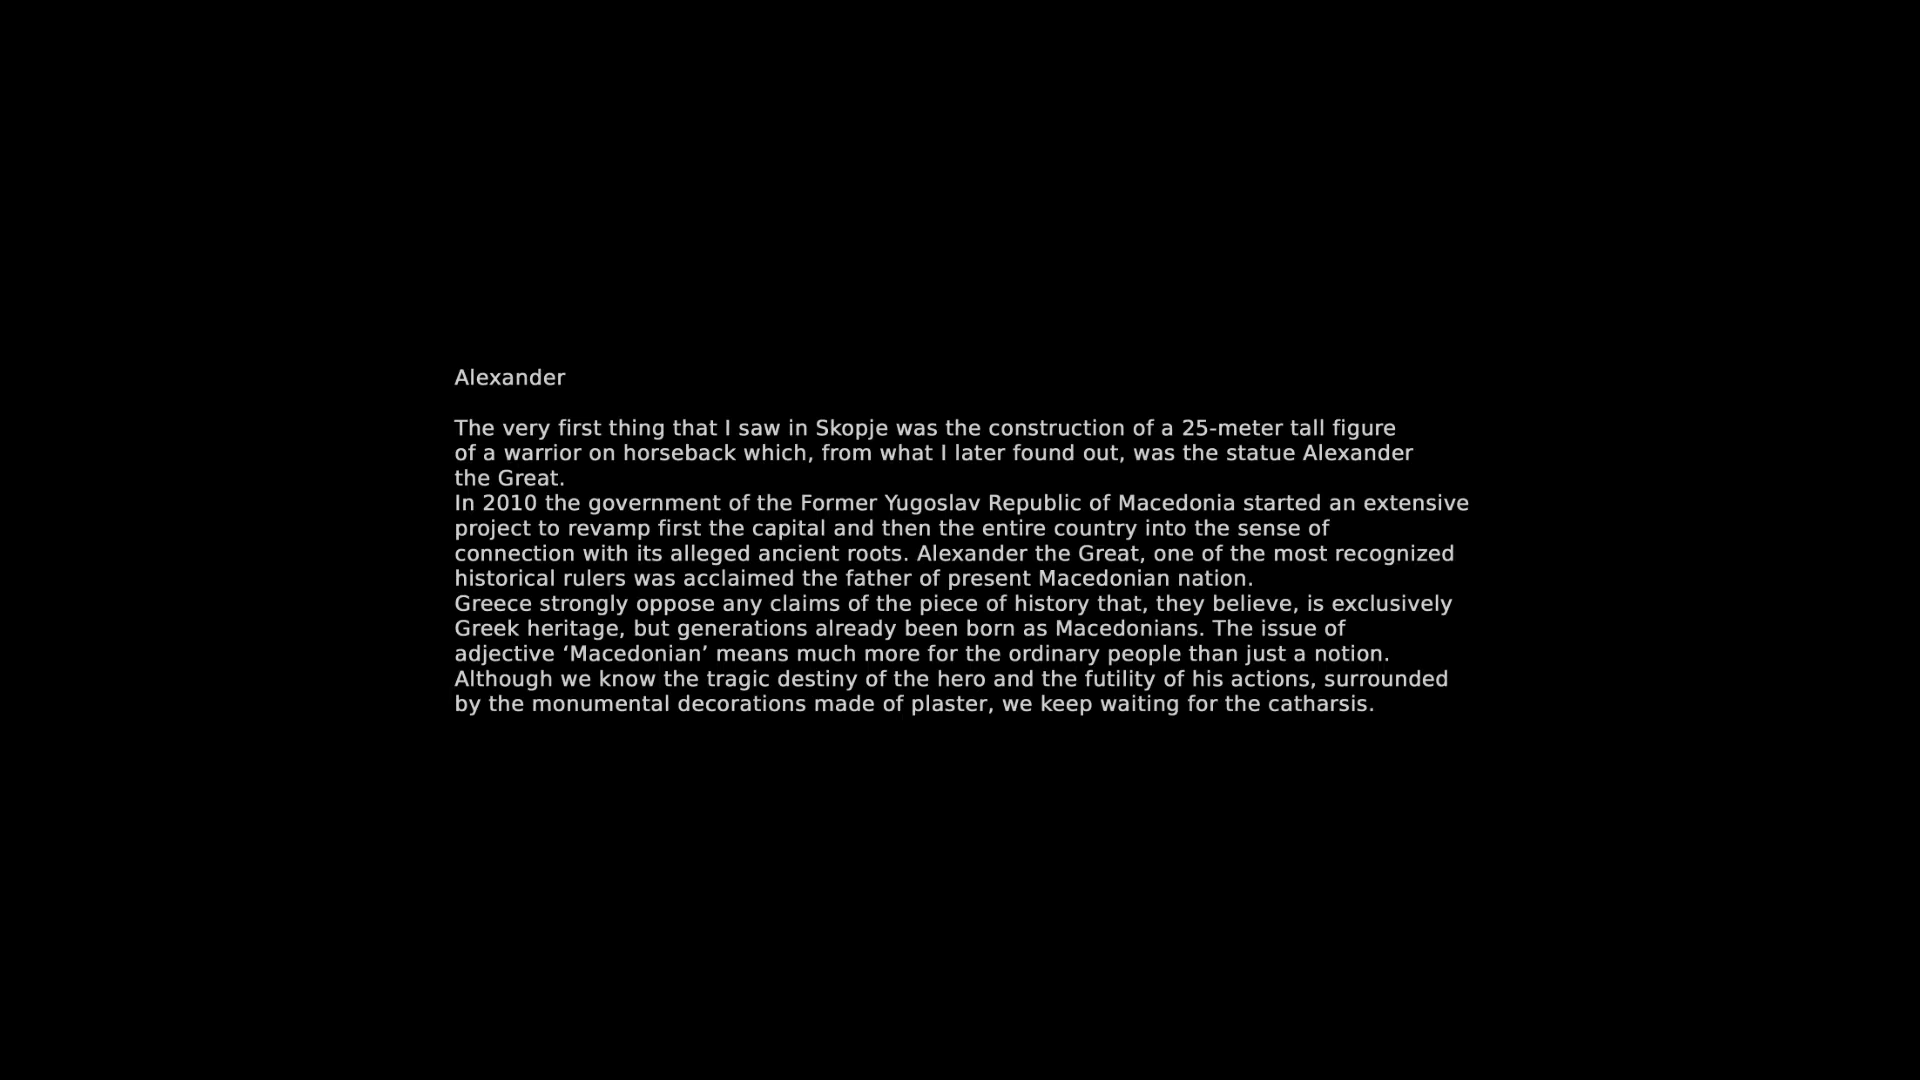 Alexander
The very first thing that I saw in Skopje was the construction of a 25-meter tall figure
of a warrior on horseback which, from what I later found out, was the statue Alexander
the Great.
In 2010 the government of the Former Yugoslav Republic of Macedonia started an extensive
project to revamp first the capital and then the entire country into the sense of
connection with its alleged ancient roots. Alexander the Great, one of the most recognized
historical rulers was acclaimed the father of present Macedonian nation.
Greece strongly oppose any claims of the piece of history that, they believe, is exclusively
Greek heritage, but generations already been born as Macedonians. The issue of
adjective ‘Macedonian’ means much more for the ordinary people than just a notion.
Although we know the tragic destiny of the hero and the futility of his actions, surrounded
by the monumental decorations made of plaster, we keep waiting for the catharsis.